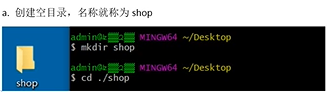 a. 创建空目录，名称就称为 shop
shop
MINGW64 ~/Desktop
$ mkdir shop
MINGW64 ~/Desktop
$ cd ./shop